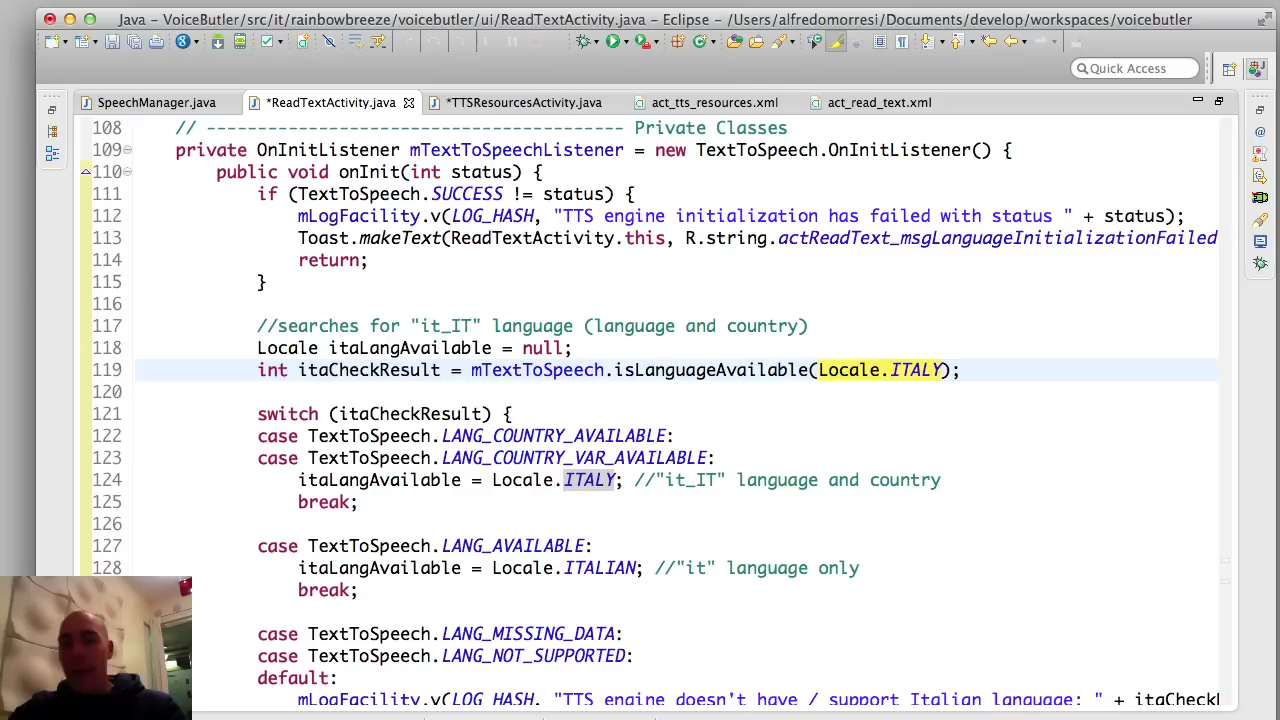 Java – VoiceButler/src/it/rainbowbreeze/voicebutler/ui/ReadTextActivity.java – Eclipse – /Users/alfredomorresi/Documents/develop/workspaces/voicebutler
Quick Access
SpeechManager.java *ReadTextActivity.java *TTSResourcesActivity.java act_tts_resources.xml act_read_text.xml
108 // ----------------------------------------- Private Classes
109 private OnInitListener mTextToSpeechListener = new TextToSpeech.OnInitListener() {
110 public void onInit(int status) {
111 if (TextToSpeech.SUCCESS != status) {
112 mLogFacility.v(LOG_HASH, "TTS engine initialization has failed with status " + status);
113 Toast.makeText(ReadTextActivity.this, R.string.actReadText_msgLanguageInitializationFailed
114 return;
115 }
116
117 //searches for "it_IT" language (language and country)
118 Locale itaLangAvailable = null;
119 int itaCheckResult = mTextToSpeech.isLanguageAvailable(Locale.ITALY);
120
121 switch (itaCheckResult) {
122 case TextToSpeech.LANG_COUNTRY_AVAILABLE:
123 case TextToSpeech.LANG_COUNTRY_VAR_AVAILABLE:
124 itaLangAvailable = Locale.ITALY; //"it_IT" language and country
125 break;
126
127 case TextToSpeech.LANG_AVAILABLE:
128 itaLangAvailable = Locale.ITALIAN; //"it" language only
break;
case TextToSpeech.LANG_MISSING_DATA:
case TextToSpeech.LANG_NOT_SUPPORTED:
default:
mLogFacility.v(LOG_HASH, "TTS engine doesn't have / support Italian language: " + itaCheck